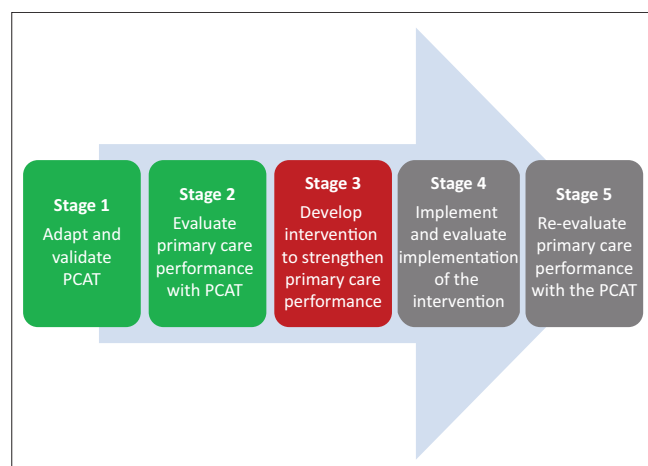 Stage 1
Adapt and
validate
PCAT
Stage 2
Evaluate
primary care
performance
with PCAT
Stage 3
Develop
intervention
to strengthen
primary care
performance
Stage 4
Implement
and evaluate
implementation
of the
intervention
Stage 5
Re-evaluate
primary care
performance
with the PCAT